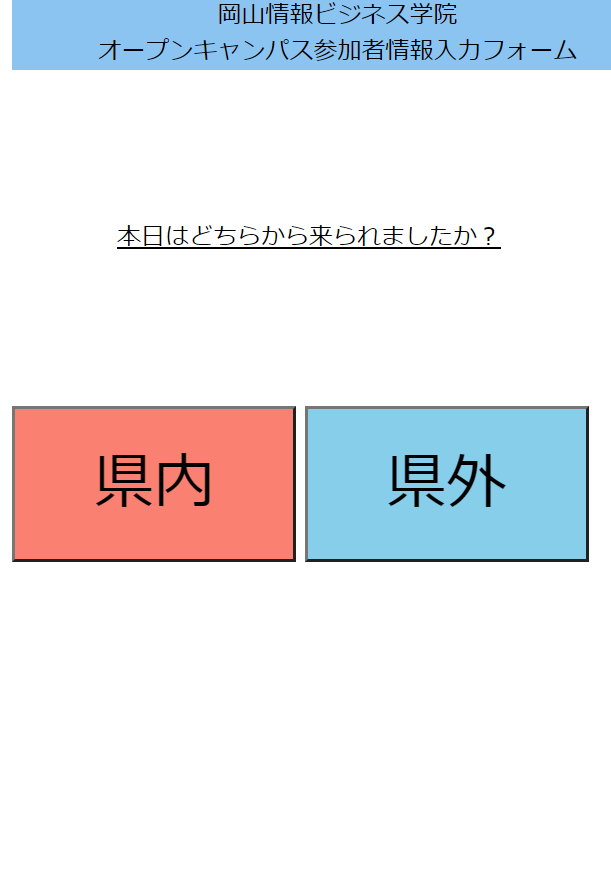 岡山情報ビジネス学院
オープンキャンパス参加者情報入力フォーム
本日はどちらから来られましたか？
県内
県外